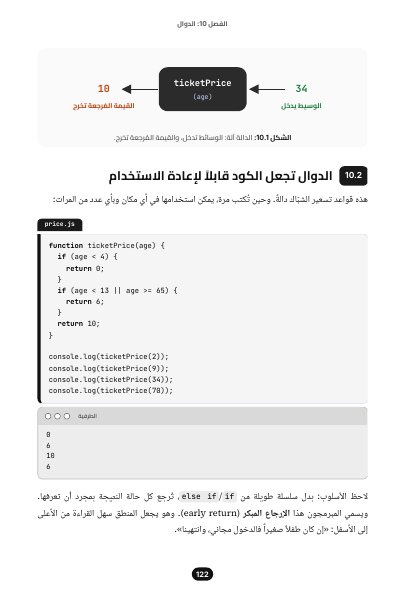 الفصل 10: الدوال
34
الوسيط يدخل
ticketPrice
(age)
10
القيمة المُرجعة تخرج
الشكل 10.1: الدالة آلة: الوسائط تدخل، والقيمة المُرجعة تخرج.
10.2 الدوال تجعل الكود قابلاً لإعادة الاستخدام
هذه قواعد تسعير الشبّاك دالةً. وحين تُكتب مرة، يمكن استخدامها في أي مكان وبأي عدد من المرات:
price.js
function ticketPrice(age) {
  if (age < 4) {
    return 0;
  }
  if (age < 13 || age >= 65) {
    return 6;
  }
  return 10;
}
console.log(ticketPrice(2));
console.log(ticketPrice(9));
console.log(ticketPrice(34));
console.log(ticketPrice(70));
الطرفية
0
6
10
6
لاحظ الأسلوب: بدل سلسلة طويلة من else if / if، تُرجع كل حالة النتيجة بمجرد أن تعرفها.
ويسمي المبرمجون هذا الإرجاع المبكر (early return). وهو يجعل المنطق سهل القراءة من الأعلى
إلى الأسفل: «إن كان طفلاً صغيراً فالدخول مجاني، وانتهينا».
122